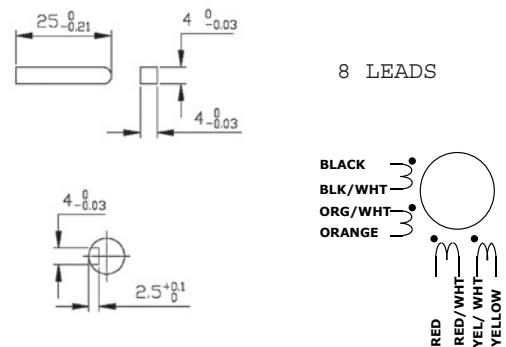 25 0 -0.21
4 0 -0.03
4 0 -0.03
8 LEADS
BLACK
BLK/WHT
ORG/WHT
ORANGE
RED
RED/WHT
YEL/ WHT
YELLOW
4 0 -0.03
2.5 +0.1 0